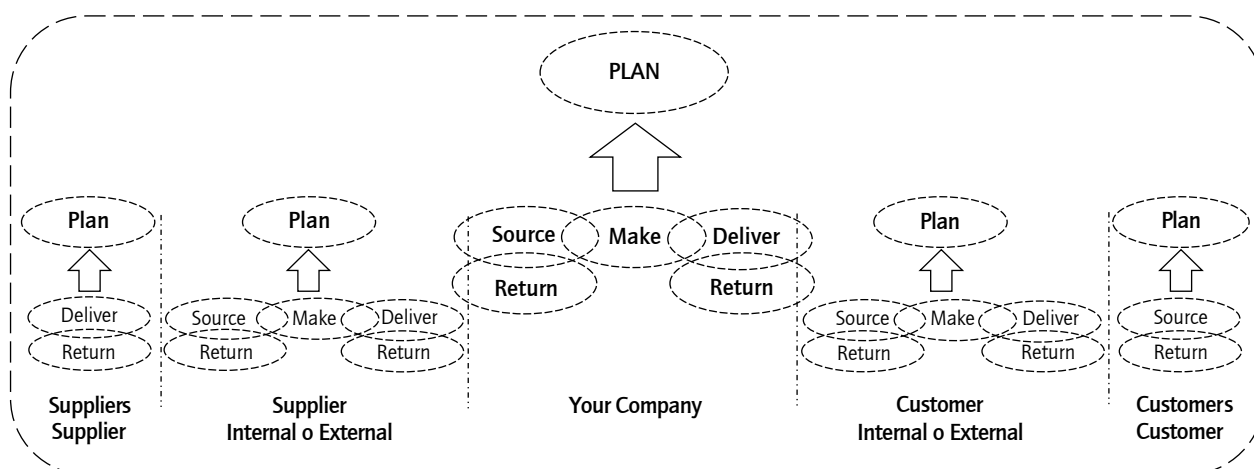 PLAN
Plan
Plan
Source Make Deliver
Plan
Plan
Return Return
Deliver
Source Make Deliver
Source Make Deliver
Source
Return
Return Return
Return Return
Return
Suppliers
Supplier
Supplier
Internal o External
Your Company
Customer
Internal o External
Customers
Customer